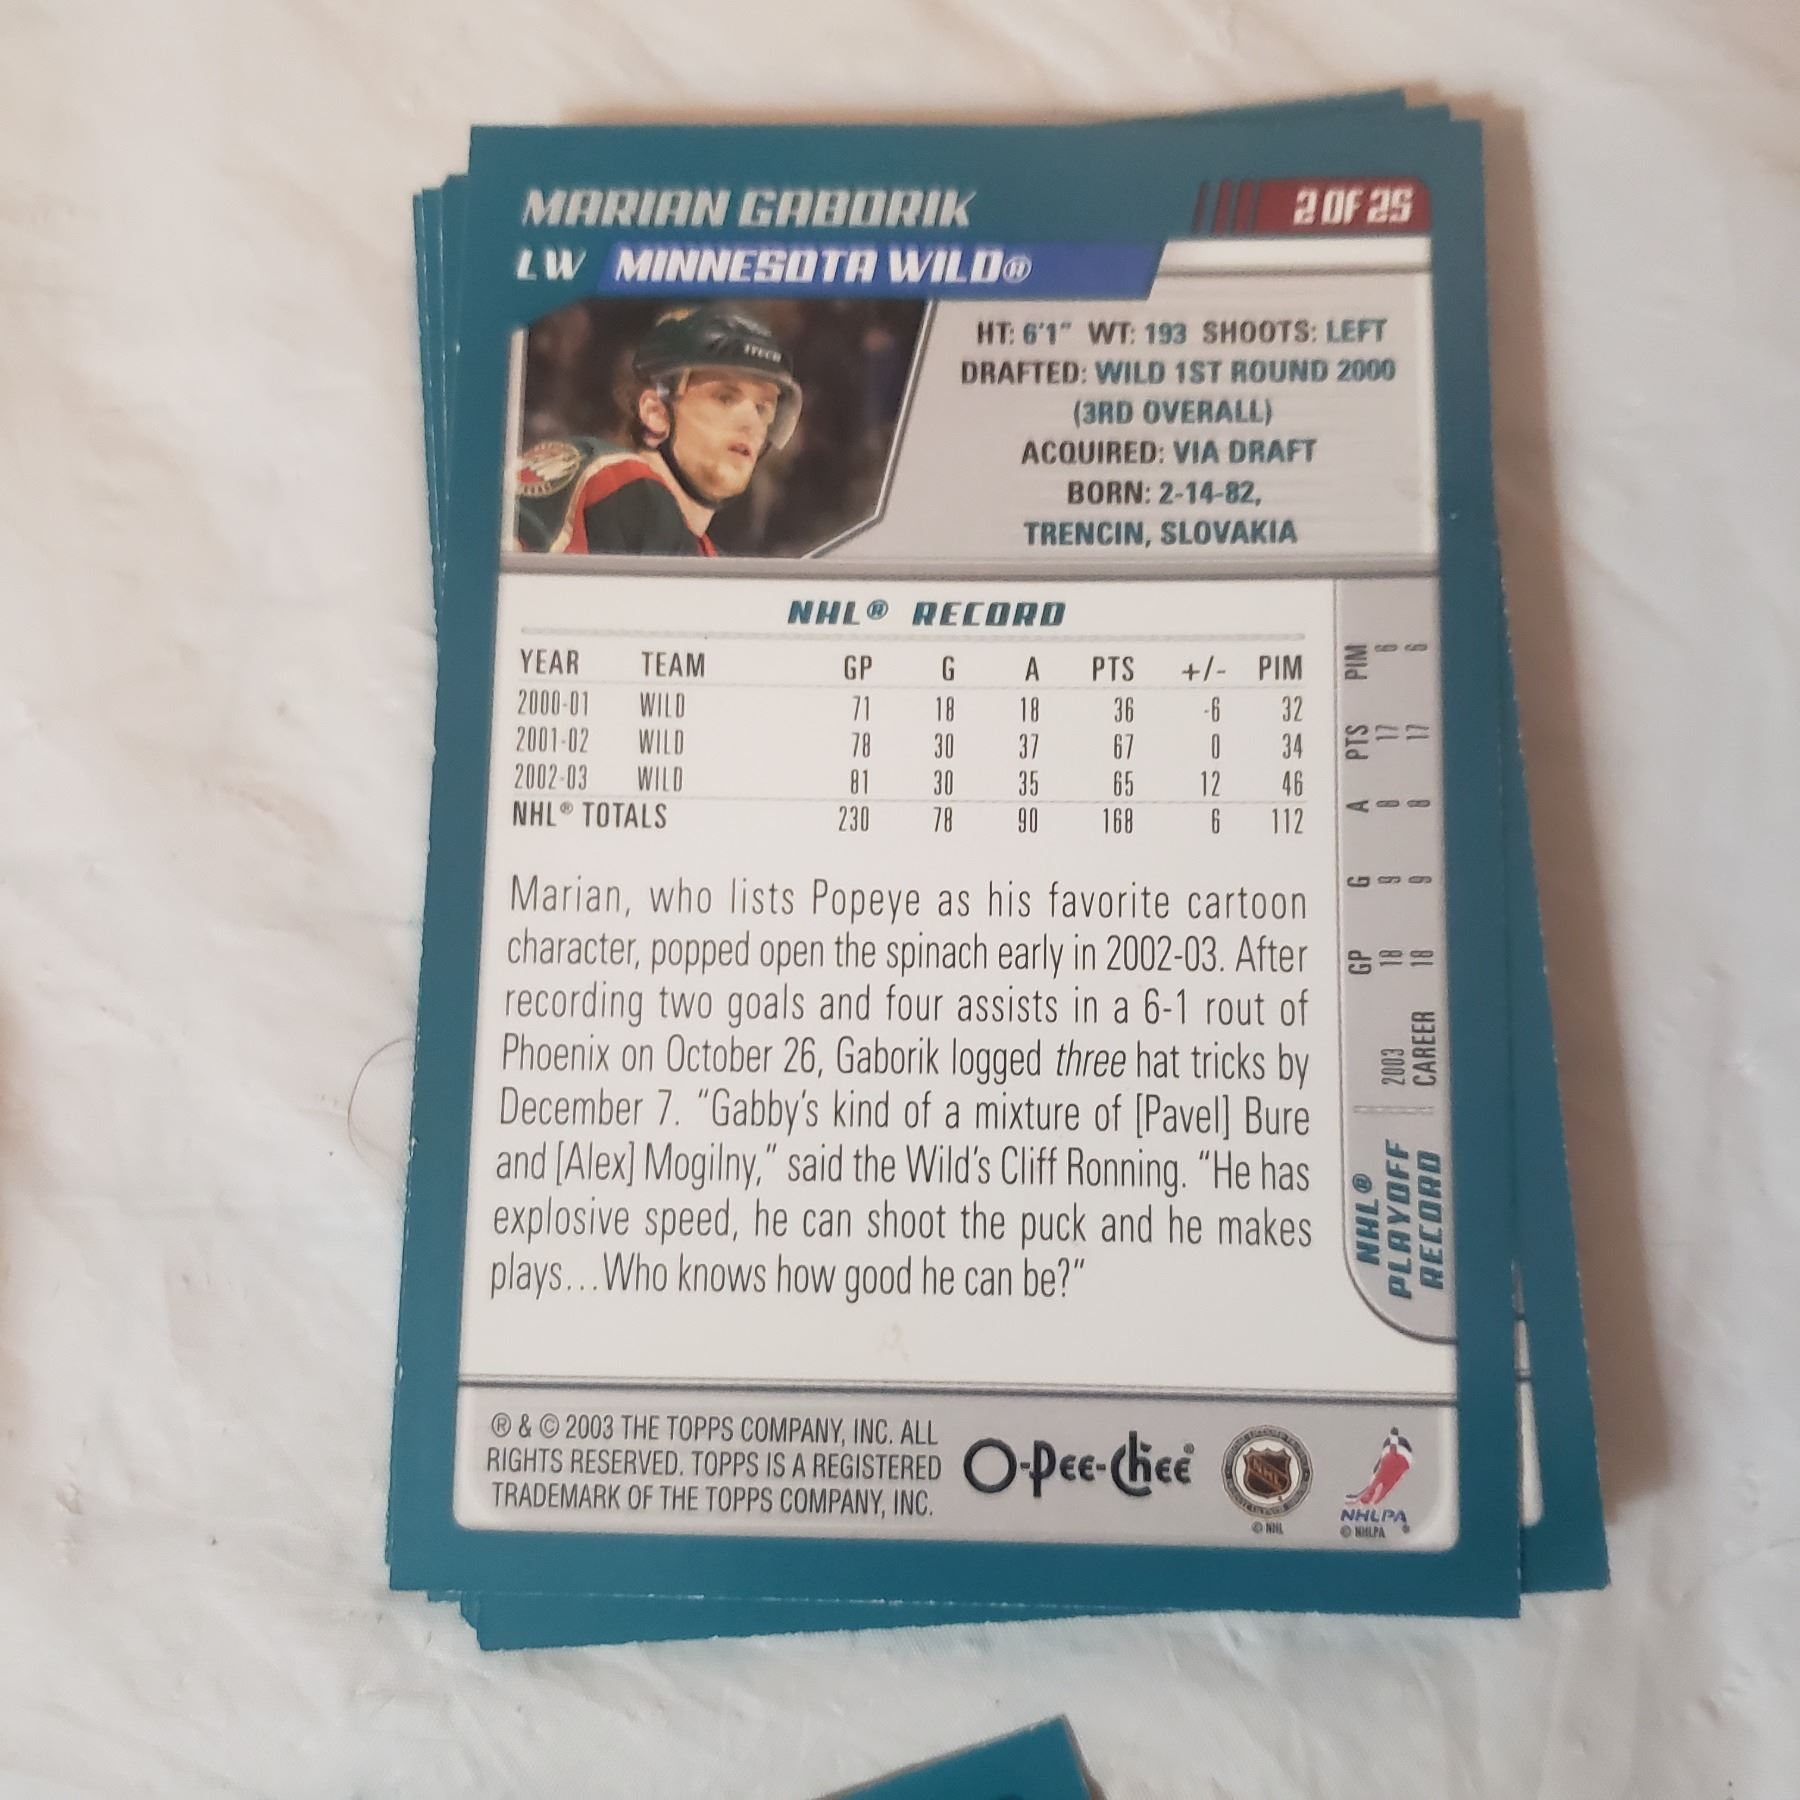 MARIAN GABORIK
2 OF 25
LW MINNESOTA WILD®
ITECH
HT: 6'1" WT: 193 SHOOTS: LEFT
DRAFTED: WILD 1ST ROUND 2000
(3RD OVERALL)
ACQUIRED: VIA DRAFT
BORN: 2-14-82,
TRENCIN, SLOVAKIA
NHL® RECORD
YEAR TEAM GP G A PTS +/- PIM
2000-01 WILD 71 18 18 36 -6 32
2001-02 WILD 78 30 37 67 0 34
2002-03 WILD 81 30 35 65 12 46
NHL® TOTALS 230 78 90 168 6 112
Marian, who lists Popeye as his favorite cartoon
character, popped open the spinach early in 2002-03. After
recording two goals and four assists in a 6-1 rout of
Phoenix on October 26, Gaborik logged three hat tricks by
December 7. “Gabby’s kind of a mixture of [Pavel] Bure
and [Alex] Mogilny,” said the Wild’s Cliff Ronning. “He has
explosive speed, he can shoot the puck and he makes
plays...Who knows how good he can be?”
NHL®
PLAYOFF
RECORD
GP G A PTS PIM
2003 18 9 8 17 6
CAREER 18 9 8 17 6
® & © 2003 THE TOPPS COMPANY, INC. ALL
RIGHTS RESERVED. TOPPS IS A REGISTERED
TRADEMARK OF THE TOPPS COMPANY, INC.
O-Pee-Chee®
NHL
© NHL
NHLPA®
© NHLPA